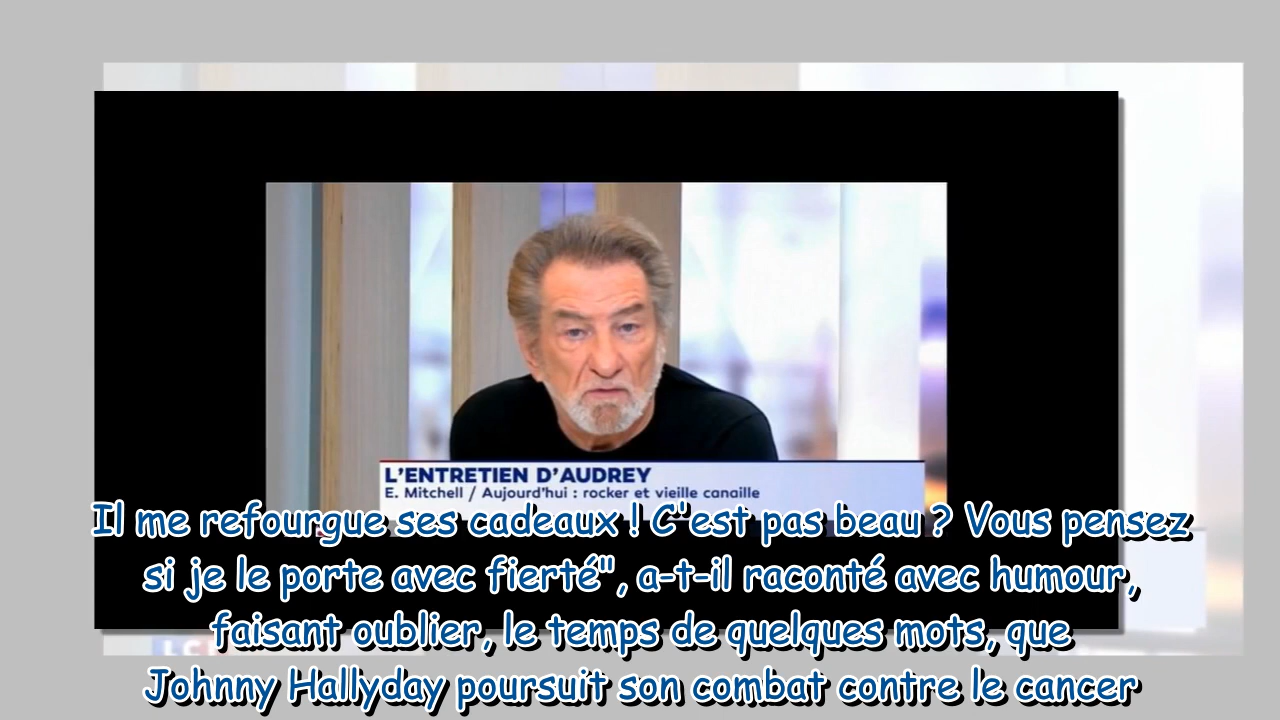 L'ENTRETIEN D'AUDREY
E. Mitchell / Aujourd'hui : rocker et vieille canaille
Il me refourgue ses cadeaux ! C'est pas beau ? Vous pensez
si je le porte avec fierté", a-t-il raconté avec humour,
faisant oublier, le temps de quelques mots, que
Johnny Hallyday poursuit son combat contre le cancer